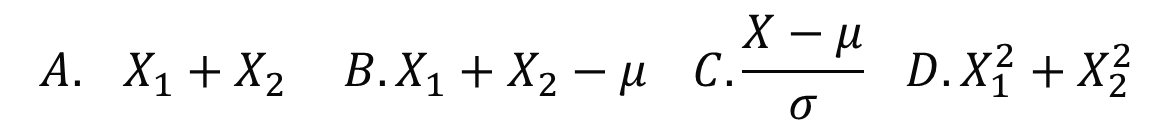 A. X₁ + X₂ B. X₁ + X₂ − μ C. (X − μ)/σ D. X₁² + X₂²